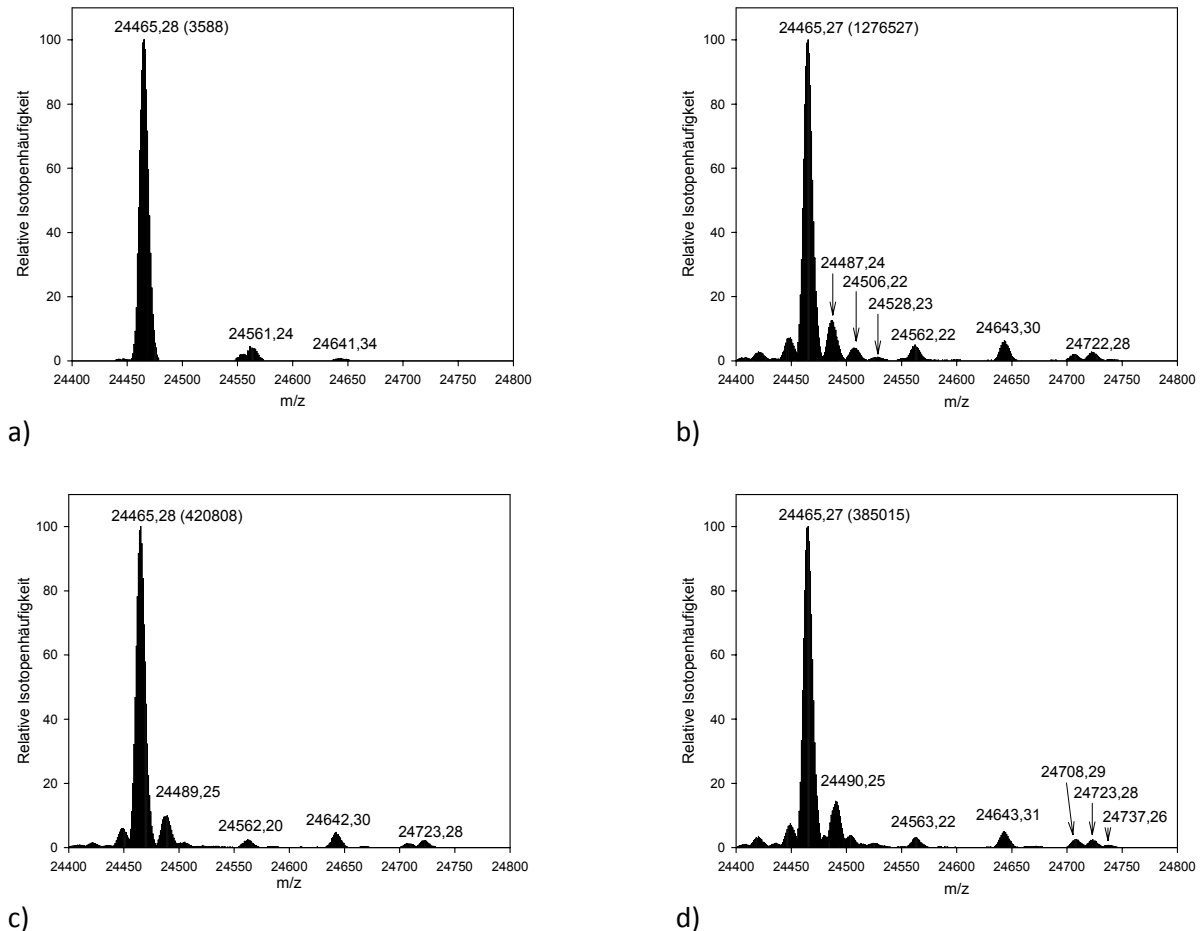 24465,28 (3588)
Relative Isotopenhäufigkeit
100
80
60
40
20
0
24561,24
24641,34
24400 24450 24500 24550 24600 24650 24700 24750 24800
m/z
a)
24465,27 (1276527)
Relative Isotopenhäufigkeit
100
80
60
40
20
0
24487,24
24506,22
24528,23
24562,22
24643,30
24722,28
24400 24450 24500 24550 24600 24650 24700 24750 24800
m/z
b)
24465,28 (420808)
Relative Isotopenhäufigkeit
100
80
60
40
20
0
24489,25
24562,20
24642,30
24723,28
24400 24450 24500 24550 24600 24650 24700 24750 24800
m/z
c)
24465,27 (385015)
Relative Isotopenhäufigkeit
100
80
60
40
20
0
24490,25
24563,22
24643,31
24708,29
24723,28
24737,26
24400 24450 24500 24550 24600 24650 24700 24750 24800
m/z
d)